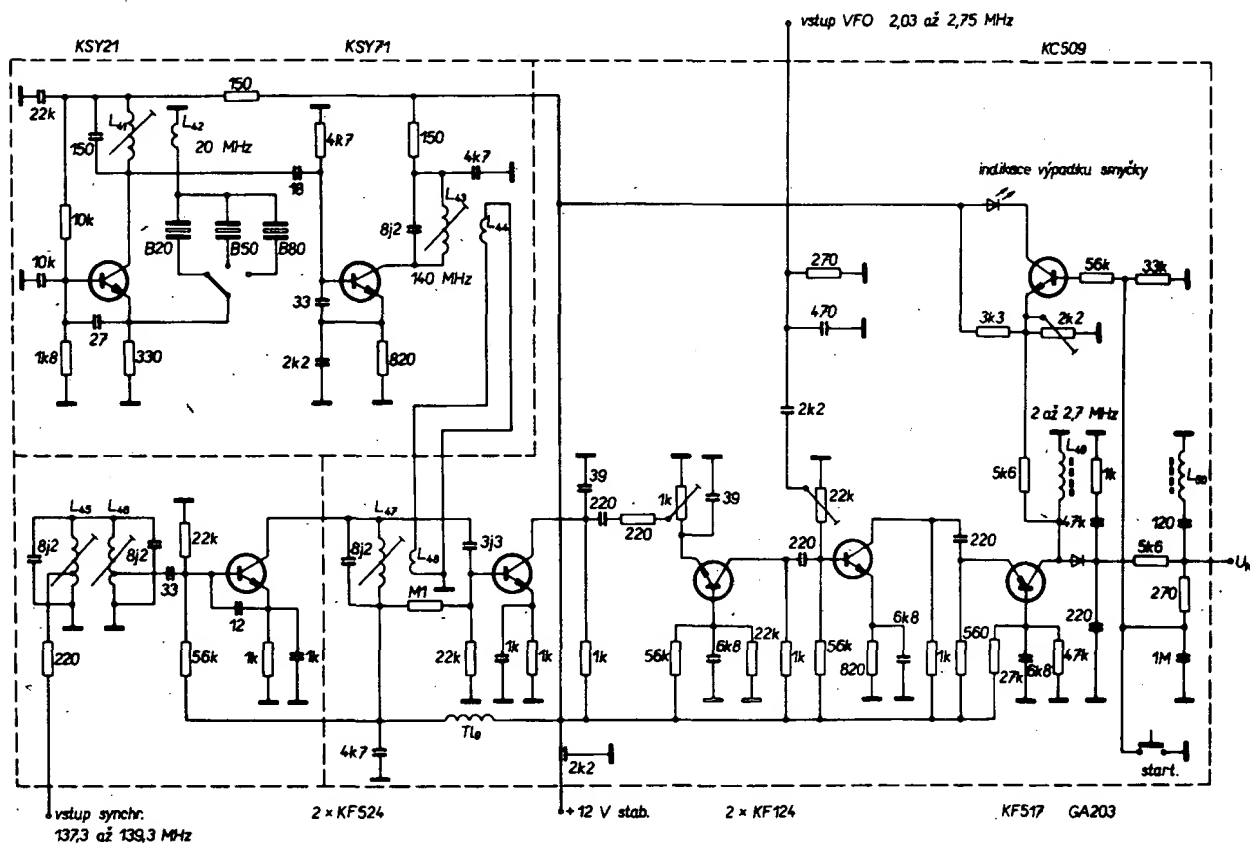 vstup VFO 2,03 až 2,75 MHz
KSY21
KSY71
KC509
22k
150
L41
L42
20 MHz
150
4k7
18
150
4k7
L43
L44
8j2
140 MHz
10k
10k
B20
B50
B80
27
1k8
330
33
2k2
820
indikace výpadku smyčky
270
470
56k
33k
3k3
2k2
2k2
2 až 2,7 MHz
L49
1k
L50
5k6
47k
120
39
220
220
1k
39
22k
220
220
5k6
Uk
270
220
1M
L45
L46
8j2
8j2
33
22k
12
220
56k
1k
1k
L47
8j2
L48
3j3
M1
22k
1k
1k
1k
56k
6k8
22k
1k
56k
820
6k8
1k
560
27k
6k8
47k
Tl9
4k7
2k2
start.
vstup synchr.
137,3 až 139,3 MHz
2 × KF524
+ 12 V stab.
2 × KF124
KF517
GA203